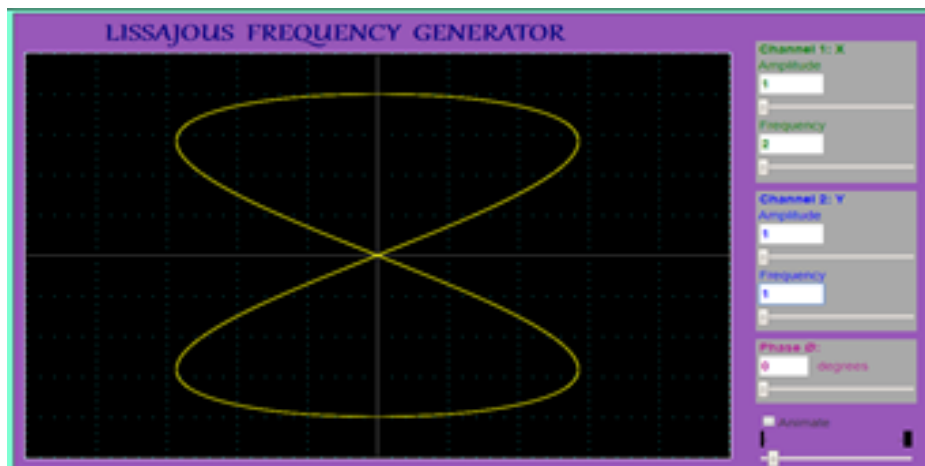 LISSAJOUS FREQUENCY GENERATOR
Channel 1: X
Amplitude
1
Frequency
2
Channel 2: Y
Amplitude
1
Frequency
1
Phase Ø:
0 degrees
Animate